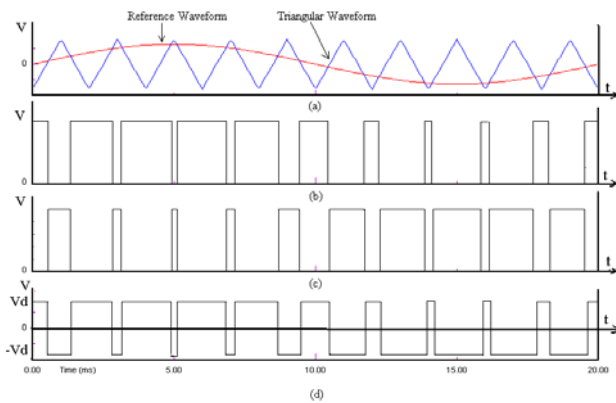 Reference Waveform Triangular Waveform
V
0
t
(a)
V
0
t
(b)
V
0
t
(c)
V
Vd
0
-Vd
t
0.00 Time (ms) 5.00 10.00 15.00 20.00
(d)